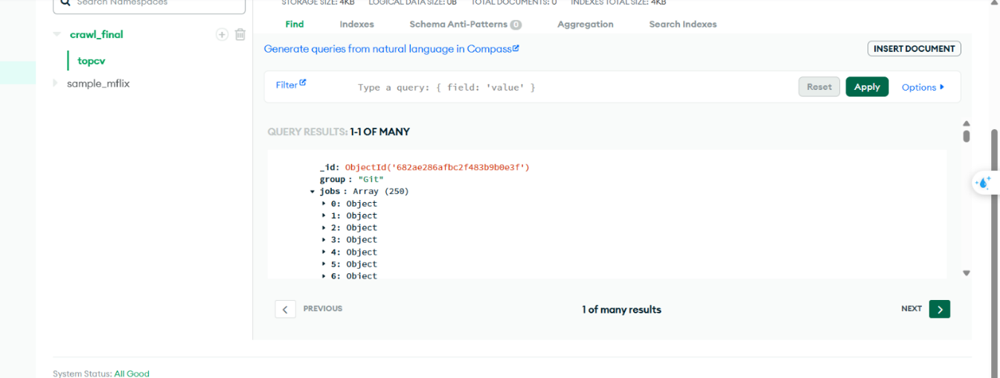 Search Namespaces
STORAGE SIZE: 4KB LOGICAL DATA SIZE: 0B TOTAL DOCUMENTS: 0 INDEXES TOTAL SIZE: 4KB
crawl_final
topcv
sample_mflix
Find Indexes Schema Anti-Patterns 0 Aggregation Search Indexes
Generate queries from natural language in Compass
INSERT DOCUMENT
Filter
Type a query: { field: 'value' }
Reset Apply Options
QUERY RESULTS: 1-1 OF MANY
_id: ObjectId('682ae286afbc2f483b9b0e3f')
group : "Git"
jobs : Array (250)
0: Object
1: Object
2: Object
3: Object
4: Object
5: Object
6: Object
PREVIOUS 1 of many results NEXT
System Status: All Good